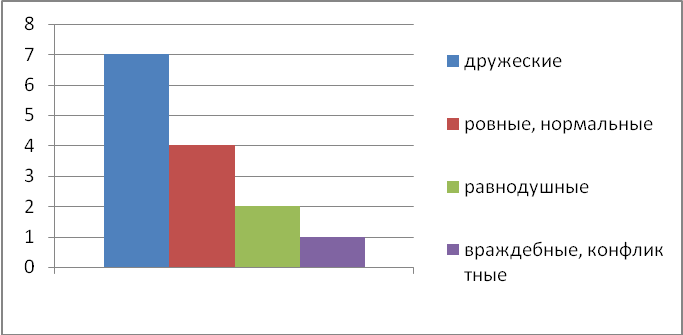 8
7
6
5
4
3
2
1
0
дружеские
ровные, нормальные
равнодушные
враждебные, конфлик
тные